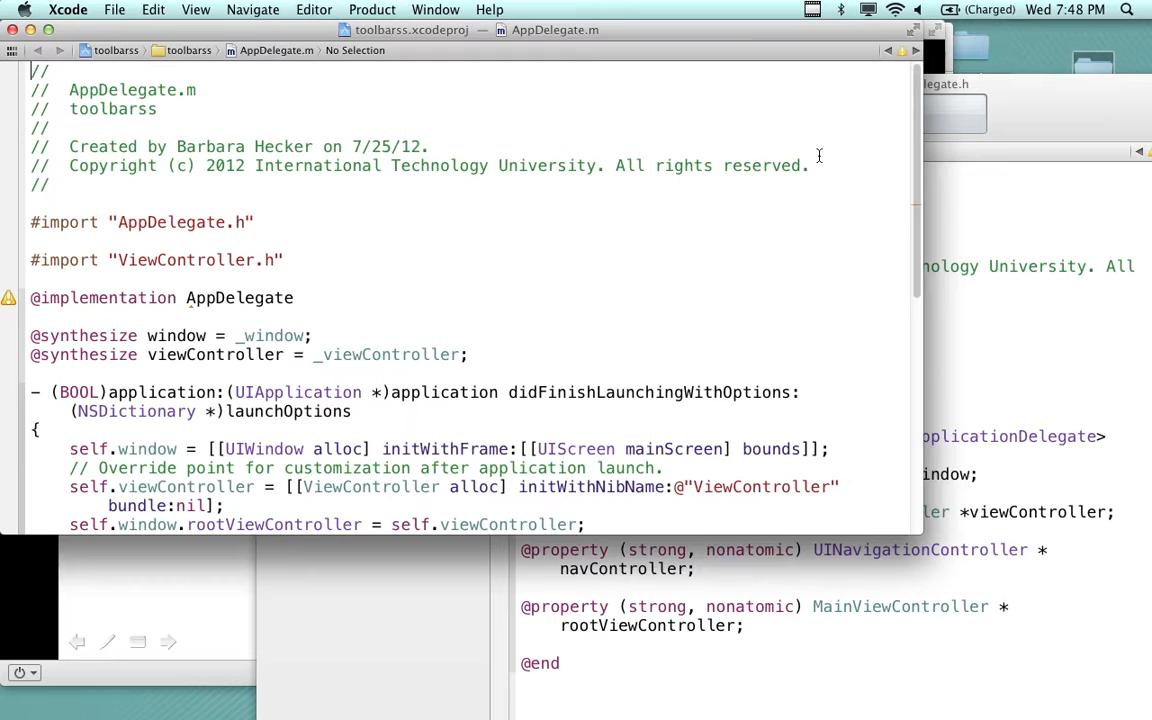 Xcode File Edit View Navigate Editor Product Window Help (Charged) Wed 7:48 PM
toolbarss.xcodeproj — AppDelegate.m
toolbarss toolbarss AppDelegate.m No Selection
//
// AppDelegate.m
// toolbarss
//
// Created by Barbara Hecker on 7/25/12.
// Copyright (c) 2012 International Technology University. All rights reserved.
//
#import "AppDelegate.h"
#import "ViewController.h"
@implementation AppDelegate
@synthesize window = _window;
@synthesize viewController = _viewController;
- (BOOL)application:(UIApplication *)application didFinishLaunchingWithOptions:
(NSDictionary *)launchOptions
{
self.window = [[UIWindow alloc] initWithFrame:[[UIScreen mainScreen] bounds]];
// Override point for customization after application launch.
self.viewController = [[ViewController alloc] initWithNibName:@"ViewController"
bundle:nil];
self.window.rootViewController = self.viewController;
elegate.h
nology University. All
pplicationDelegate>
indow;
ler *viewController;
@property (strong, nonatomic) UINavigationController *
navController;
@property (strong, nonatomic) MainViewController *
rootViewController;
@end